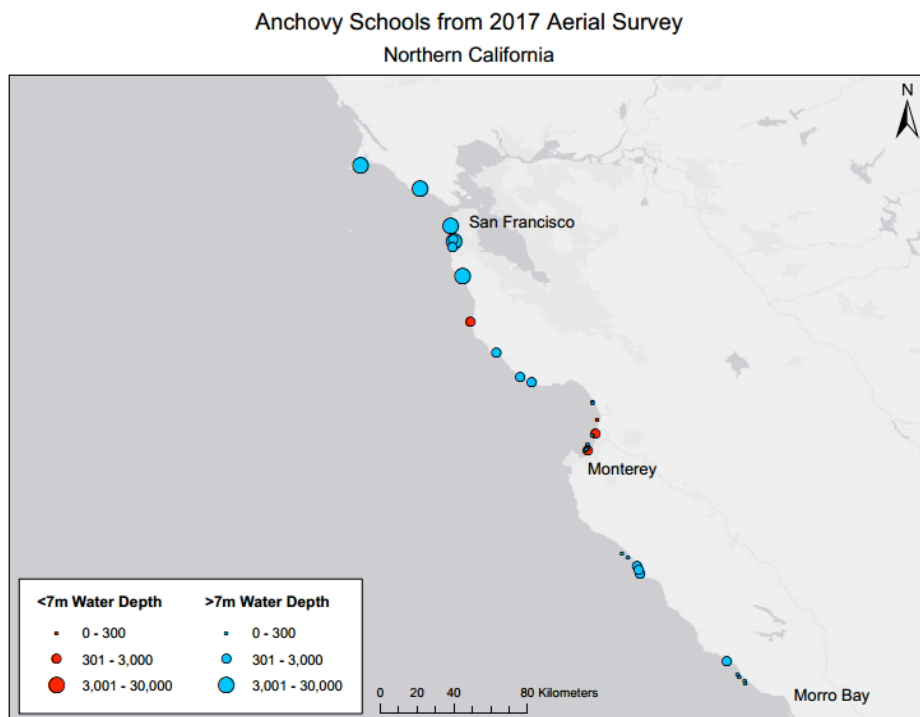 Anchovy Schools from 2017 Aerial Survey
Northern California
N
San Francisco
Monterey
Morro Bay
<7m Water Depth >7m Water Depth
0 - 300 0 - 300
301 - 3,000 301 - 3,000
3,001 - 30,000 3,001 - 30,000
0 20 40 80 Kilometers